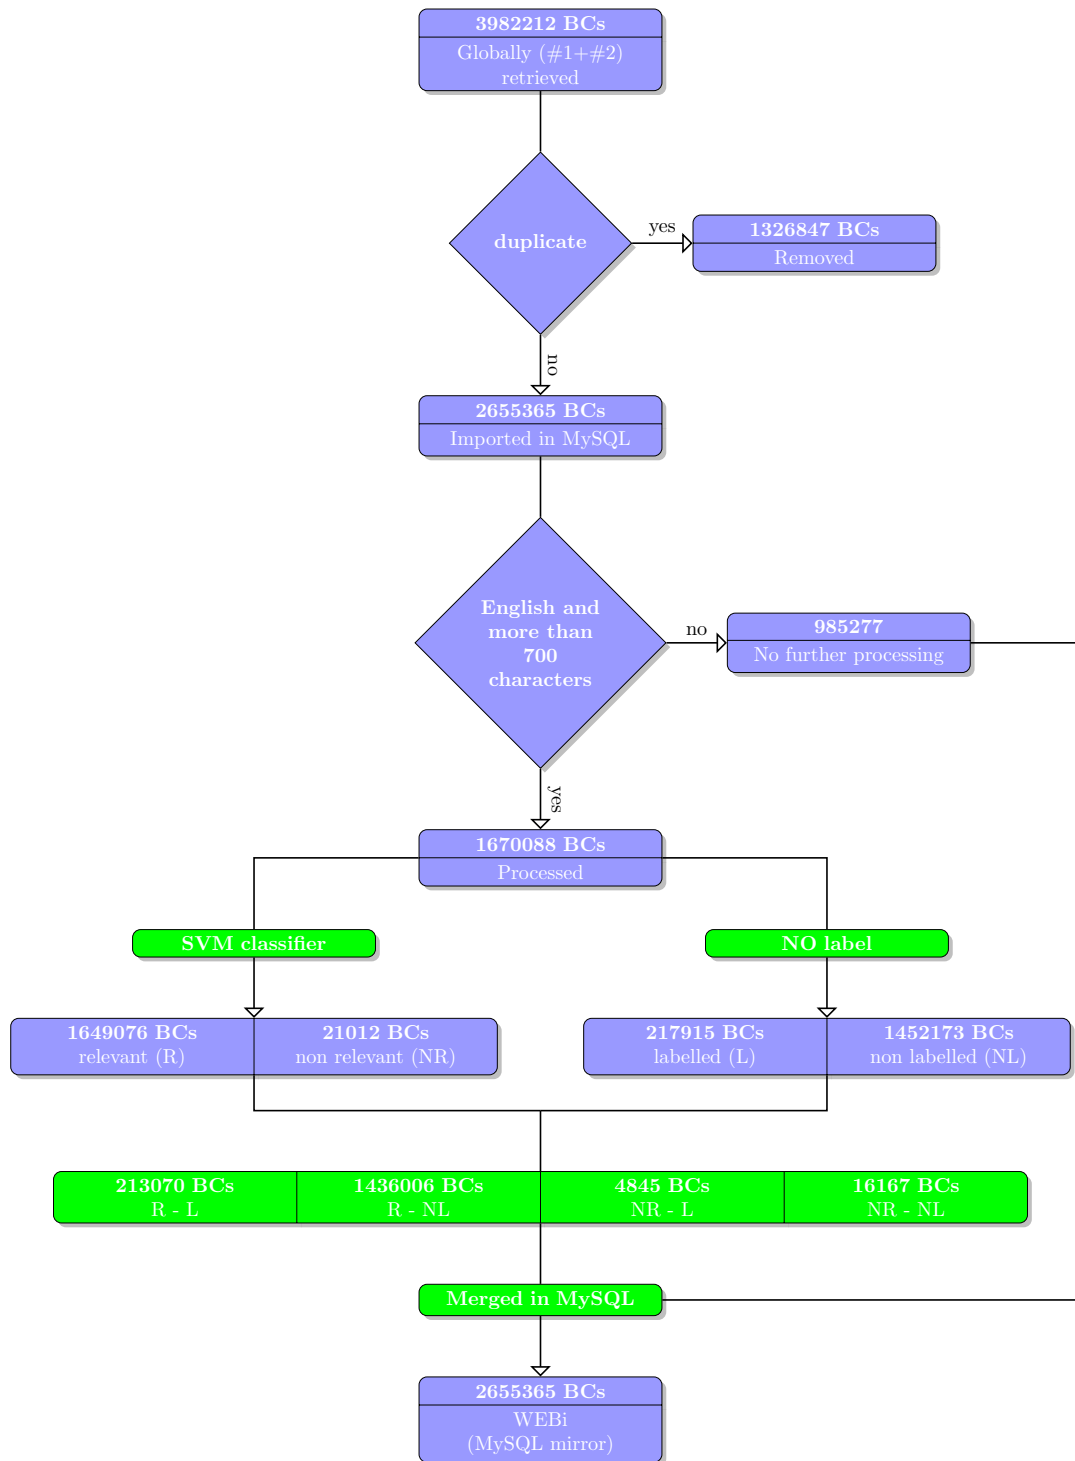 3982212 BCs
Globally (#1+#2)
retrieved
duplicate
yes
1326847 BCs
Removed
no
2655365 BCs
Imported in MySQL
English and
more than
700
characters
no
985277
No further processing
yes
1670088 BCs
Processed
SVM classifier
NO label
1649076 BCs
relevant (R)
21012 BCs
non relevant (NR)
217915 BCs
labelled (L)
1452173 BCs
non labelled (NL)
213070 BCs
R - L
1436006 BCs
R - NL
4845 BCs
NR - L
16167 BCs
NR - NL
Merged in MySQL
2655365 BCs
WEBi
(MySQL mirror)